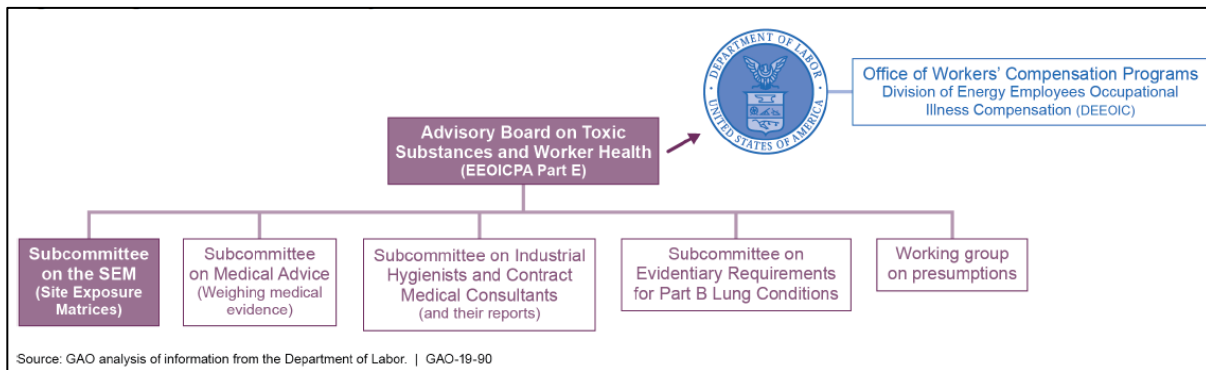 DEPARTMENT OF LABOR
UNITED STATES OF AMERICA
Office of Workers' Compensation Programs
Division of Energy Employees Occupational
Illness Compensation (DEEOIC)
Advisory Board on Toxic
Substances and Worker Health
(EEOICPA Part E)
Subcommittee
on the SEM
(Site Exposure
Matrices)
Subcommittee
on Medical Advice
(Weighing medical
evidence)
Subcommittee on Industrial
Hygienists and Contract
Medical Consultants
(and their reports)
Subcommittee on
Evidentiary Requirements
for Part B Lung Conditions
Working group
on presumptions
Source: GAO analysis of information from the Department of Labor. | GAO-19-90